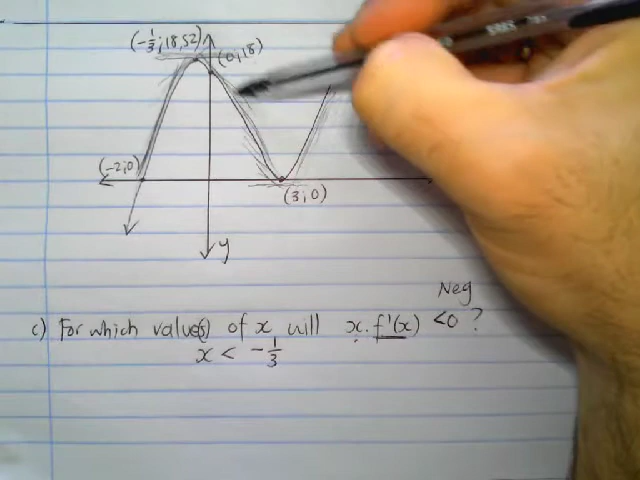 (-1/3; 18,52)
(0; 18)
(-2; 0)
(3; 0)
y
Neg
c) For which value(s) of x will x.f'(x) <0 ?
x < -1/3